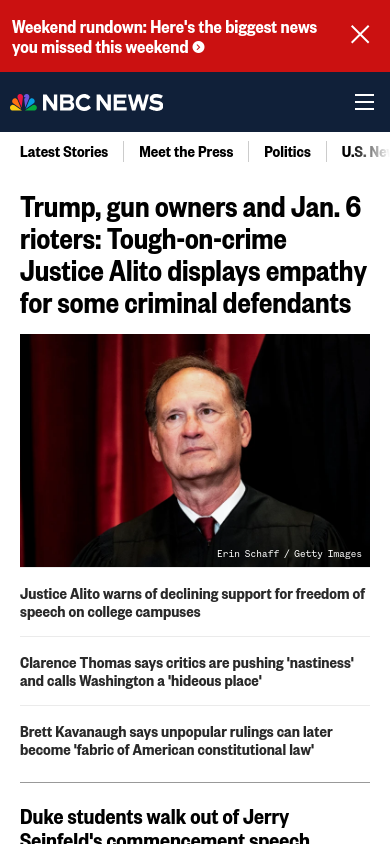 Weekend rundown: Here's the biggest news
you missed this weekend
NBC NEWS
Latest Stories
Meet the Press
Politics
U.S. Ne
Trump, gun owners and Jan. 6
rioters: Tough-on-crime
Justice Alito displays empathy
for some criminal defendants
Erin Schaff / Getty Images
Justice Alito warns of declining support for freedom of
speech on college campuses
Clarence Thomas says critics are pushing 'nastiness'
and calls Washington a 'hideous place'
Brett Kavanaugh says unpopular rulings can later
become 'fabric of American constitutional law'
Duke students walk out of Jerry
Seinfeld's commencement speech